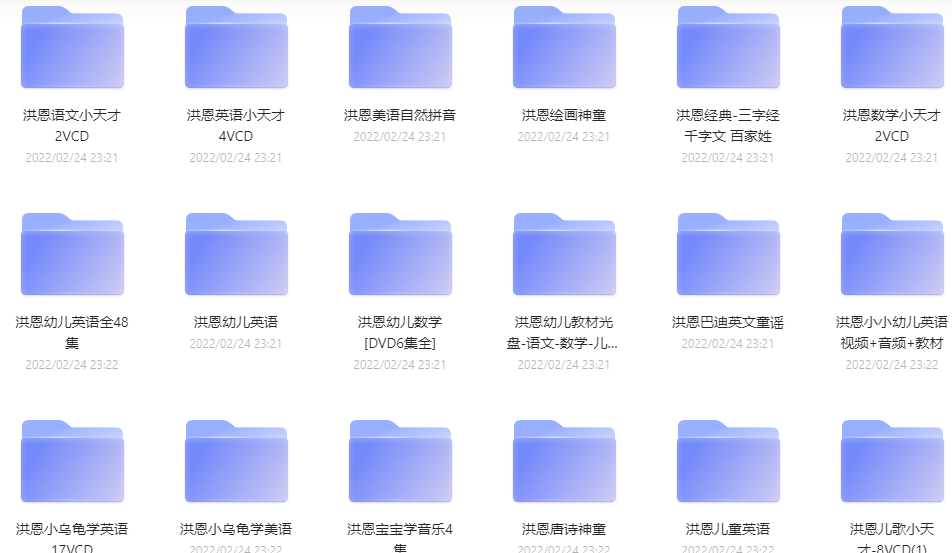 洪恩语文小天才
2VCD
2022/02/24 23:21
洪恩英语小天才
4VCD
2022/02/24 23:21
洪恩美语自然拼音
2022/02/24 23:21
洪恩绘画神童
2022/02/24 23:21
洪恩经典-三字经
千字文 百家姓
2022/02/24 23:21
洪恩数学小天才
2VCD
2022/02/24 23:21
洪恩幼儿英语全48
集
2022/02/24 23:22
洪恩幼儿英语
2022/02/24 23:21
洪恩幼儿数学
[DVD6集全]
2022/02/24 23:21
洪恩幼儿教材光
盘-语文-数学-儿...
2022/02/24 23:21
洪恩巴迪英文童谣
2022/02/24 23:21
洪恩小小幼儿英语
视频+音频+教材
2022/02/24 23:22
洪恩小乌龟学英语
17VCD
洪恩小乌龟学美语
2022/02/24 23:22
洪恩宝宝学音乐4
集
洪恩唐诗神童
2022/02/24 23:22
洪恩儿童英语
2022/02/24 23:22
洪恩儿歌小天
才-8VCD(1)